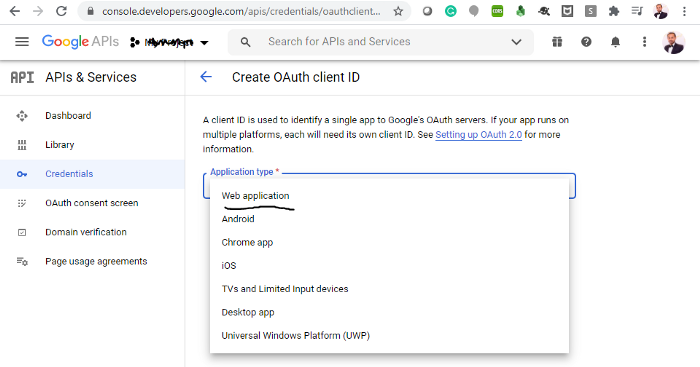 console.developers.google.com/apis/credentials/oauthclient...
Google APIs
Search for APIs and Services
API APIs & Services
Create OAuth client ID
Dashboard
Library
Credentials
OAuth consent screen
Domain verification
Page usage agreements
A client ID is used to identify a single app to Google's OAuth servers. If your app runs on
multiple platforms, each will need its own client ID. See Setting up OAuth 2.0 for more
information.
Application type *
Web application
Android
Chrome app
iOS
TVs and Limited Input devices
Desktop app
Universal Windows Platform (UWP)